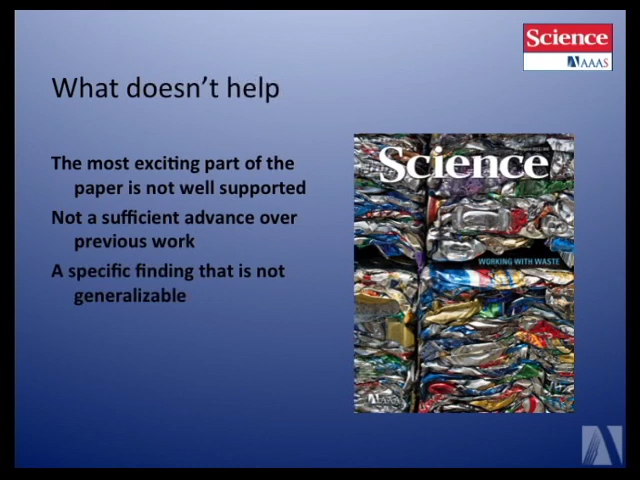 Science
AAAS
What doesn't help
The most exciting part of the
paper is not well supported
Not a sufficient advance over
previous work
A specific finding that is not
generalizable
Science
WORKING WITH WASTE
AAAS